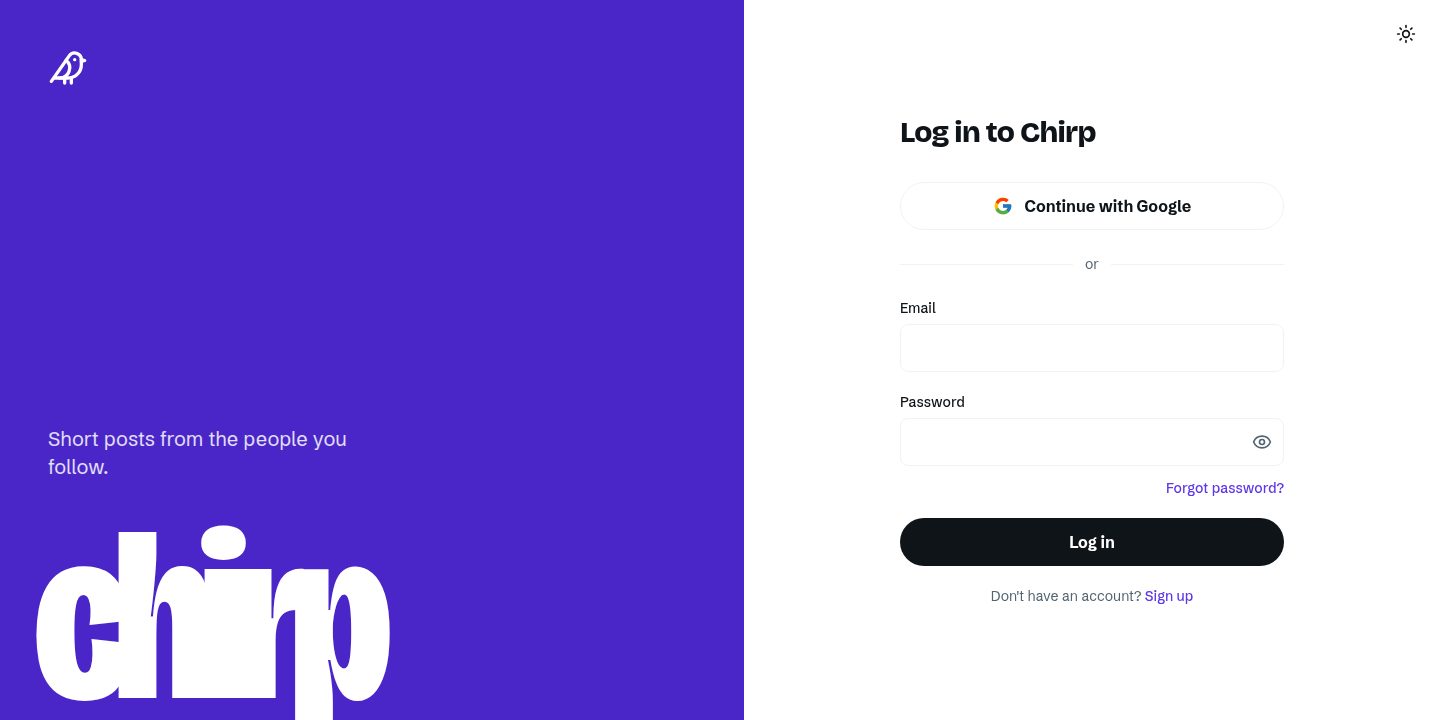 Short posts from the people you
follow.
chirp
Log in to Chirp
Continue with Google
or
Email
Password
Forgot password?
Log in
Don't have an account? Sign up